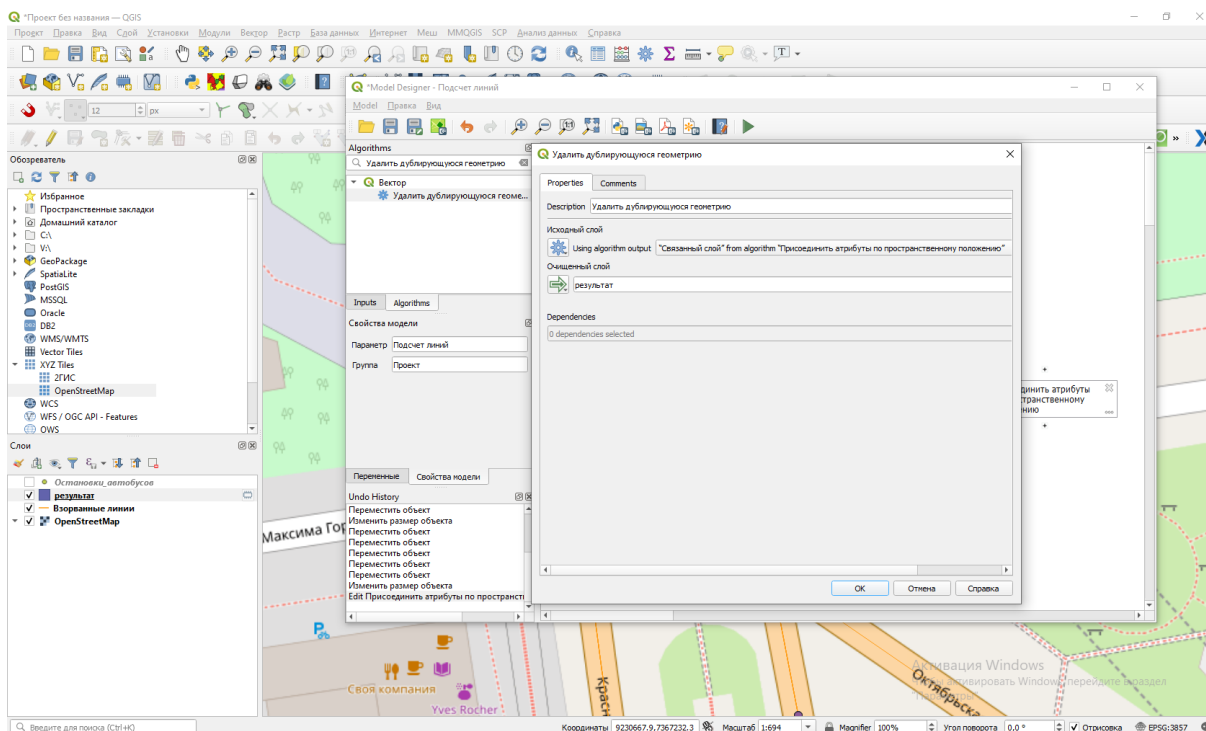 *Проект без названия — QGIS
Проект Правка Вид Слой Установки Модули Вектор Растр База данных Интернет Меш MMQGIS SCP Анализ данных Справка
12 px
Обозреватель
Избранное
Пространственные закладки
Домашний каталог
C:\
V:\
GeoPackage
SpatiaLite
PostGIS
MSSQL
Oracle
DB2
WMS/WMTS
Vector Tiles
XYZ Tiles
2ГИС
OpenStreetMap
WCS
WFS / OGC API - Features
OWS
Слои
Остановки_автобусов
результат
Взорванные линии
OpenStreetMap
*Model Designer - Подсчет линий
Model Правка Вид
Algorithms
Удалить дублирующуюся геометрию
Вектор
Удалить дублирующуюся геоме...
Inputs Algorithms
Свойства модели
Параметр Подсчет линий
Группа Проект
Переменные Свойства модели
Undo History
Переместить объект
Изменить размер объекта
Переместить объект
Переместить объект
Переместить объект
Переместить объект
Переместить объект
Изменить размер объекта
Edit Присоединить атрибуты по пространст
Удалить дублирующуюся геометрию
Properties Comments
Description Удалить дублирующуюся геометрию
Исходный слой
Using algorithm output "Связанный слой" from algorithm "Присоединить атрибуты по пространственному положению"
Очищенный слой
результат
Dependencies
0 dependencies selected
OK Отмена Справка
динить атрибуты
транственному
нию
Максима Гор
Своя компания
Yves Rocher
Красн
Октябрьска
Активация Windows
Чтобы активировать Windows, перейдите в раздел
"Параметры".
Введите для поиска (Ctrl+K)
Координаты 9230667.9,7367232.3 Масштаб 1:694 Magnifier 100% Угол поворота 0,0 ° Отрисовка EPSG:3857